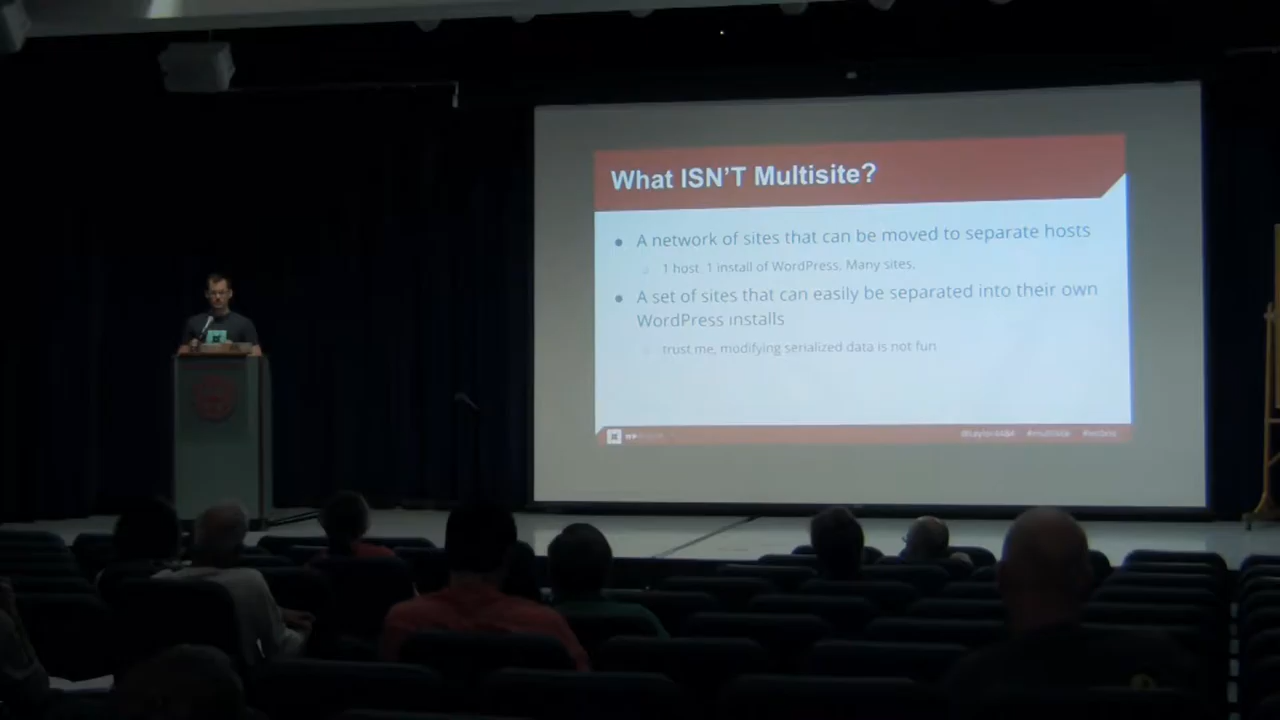 What ISN'T Multisite?
A network of sites that can be moved to separate hosts
1 host. 1 install of WordPress. Many sites.
A set of sites that can easily be separated into their own
WordPress installs
trust me, modifying serialized data is not fun
WP
#multisite